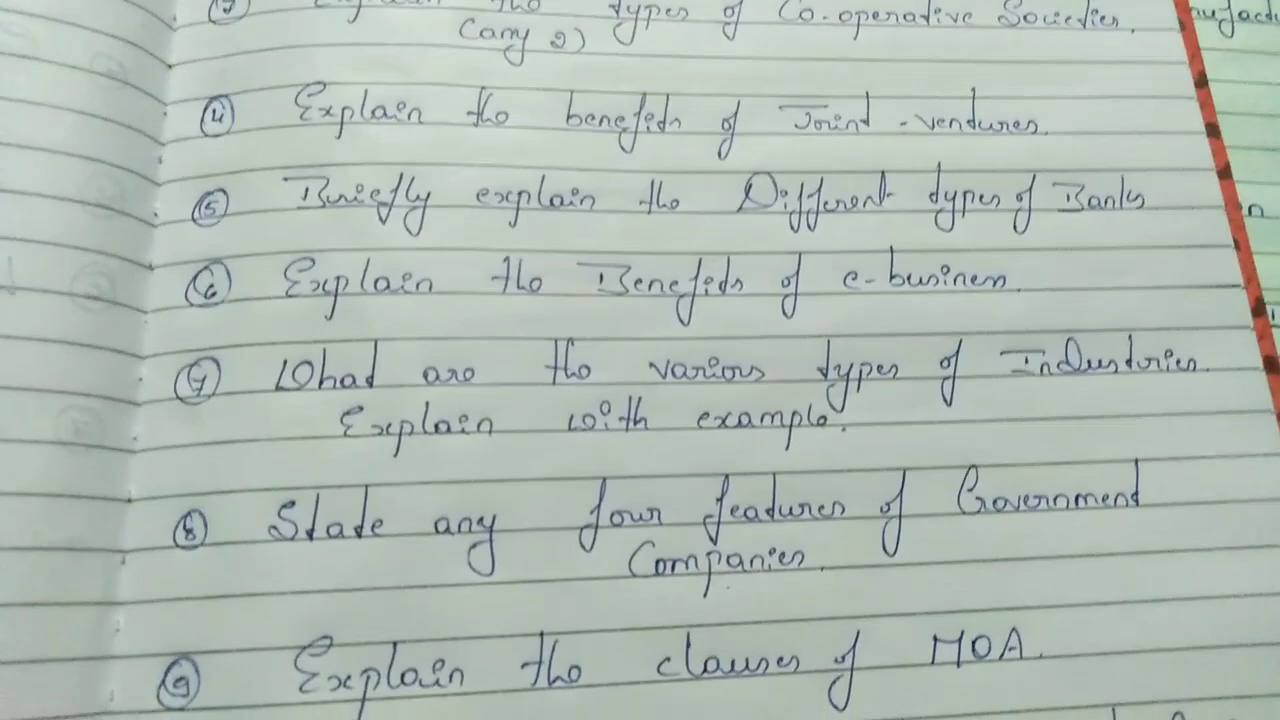 the types of Co-operative Societies.
(any 2)
④ Explain the benefits of Joint-ventures.
⑤ Briefly explain the Different types of Banks
⑥ Explain the Benefits of e-business.
⑦ What are the various types of Industries.
Explain with example.
⑧ State any four features of Government
Companies.
⑨ Explain the clauses of MOA.